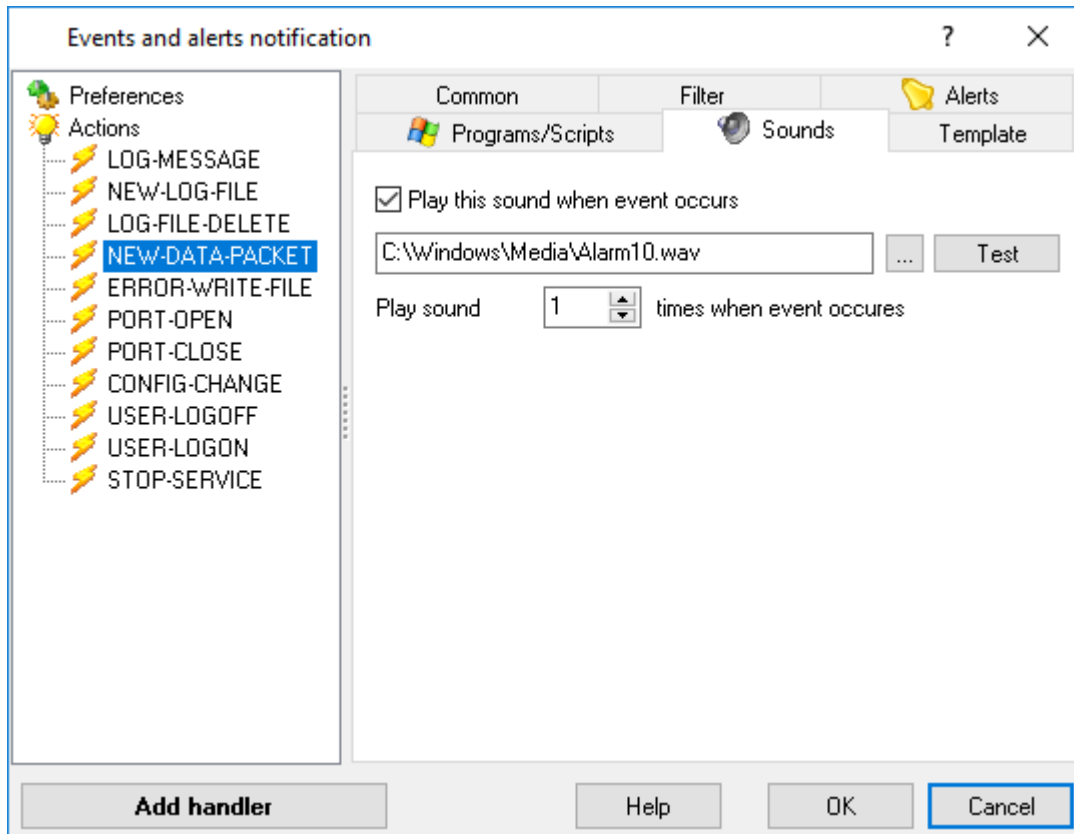 Events and alerts notification ?
Preferences
Actions
LOG-MESSAGE
NEW-LOG-FILE
LOG-FILE-DELETE
NEW-DATA-PACKET
ERROR-WRITE-FILE
PORT-OPEN
PORT-CLOSE
CONFIG-CHANGE
USER-LOGOFF
USER-LOGON
STOP-SERVICE
Common Filter Alerts
Programs/Scripts Sounds Template
Play this sound when event occurs
C:\Windows\Media\Alarm10.wav ... Test
Play sound 1 times when event occures
Add handler Help OK Cancel